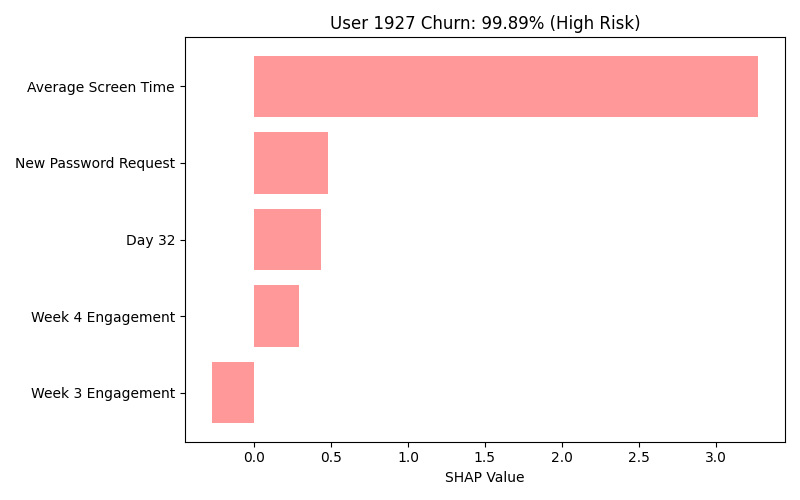 User 1927 Churn: 99.89% (High Risk)
Average Screen Time
New Password Request
Day 32
Week 4 Engagement
Week 3 Engagement
0.0 0.5 1.0 1.5 2.0 2.5 3.0
SHAP Value